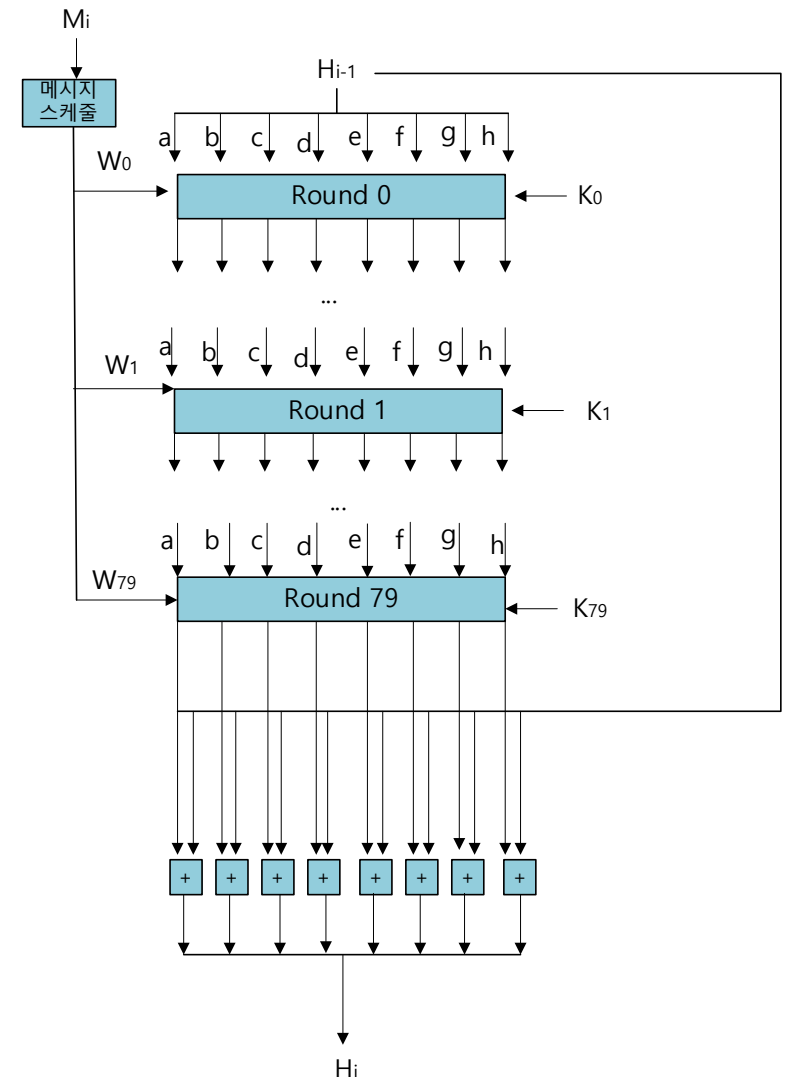 Mi
메시지
스케줄
Hi-1
a b c d e f g h
W0
Round 0
K0
...
a b c d e f g h
W1
Round 1
K1
...
a b c d e f g h
W79
Round 79
K79
+ + + + + + + +
Hi